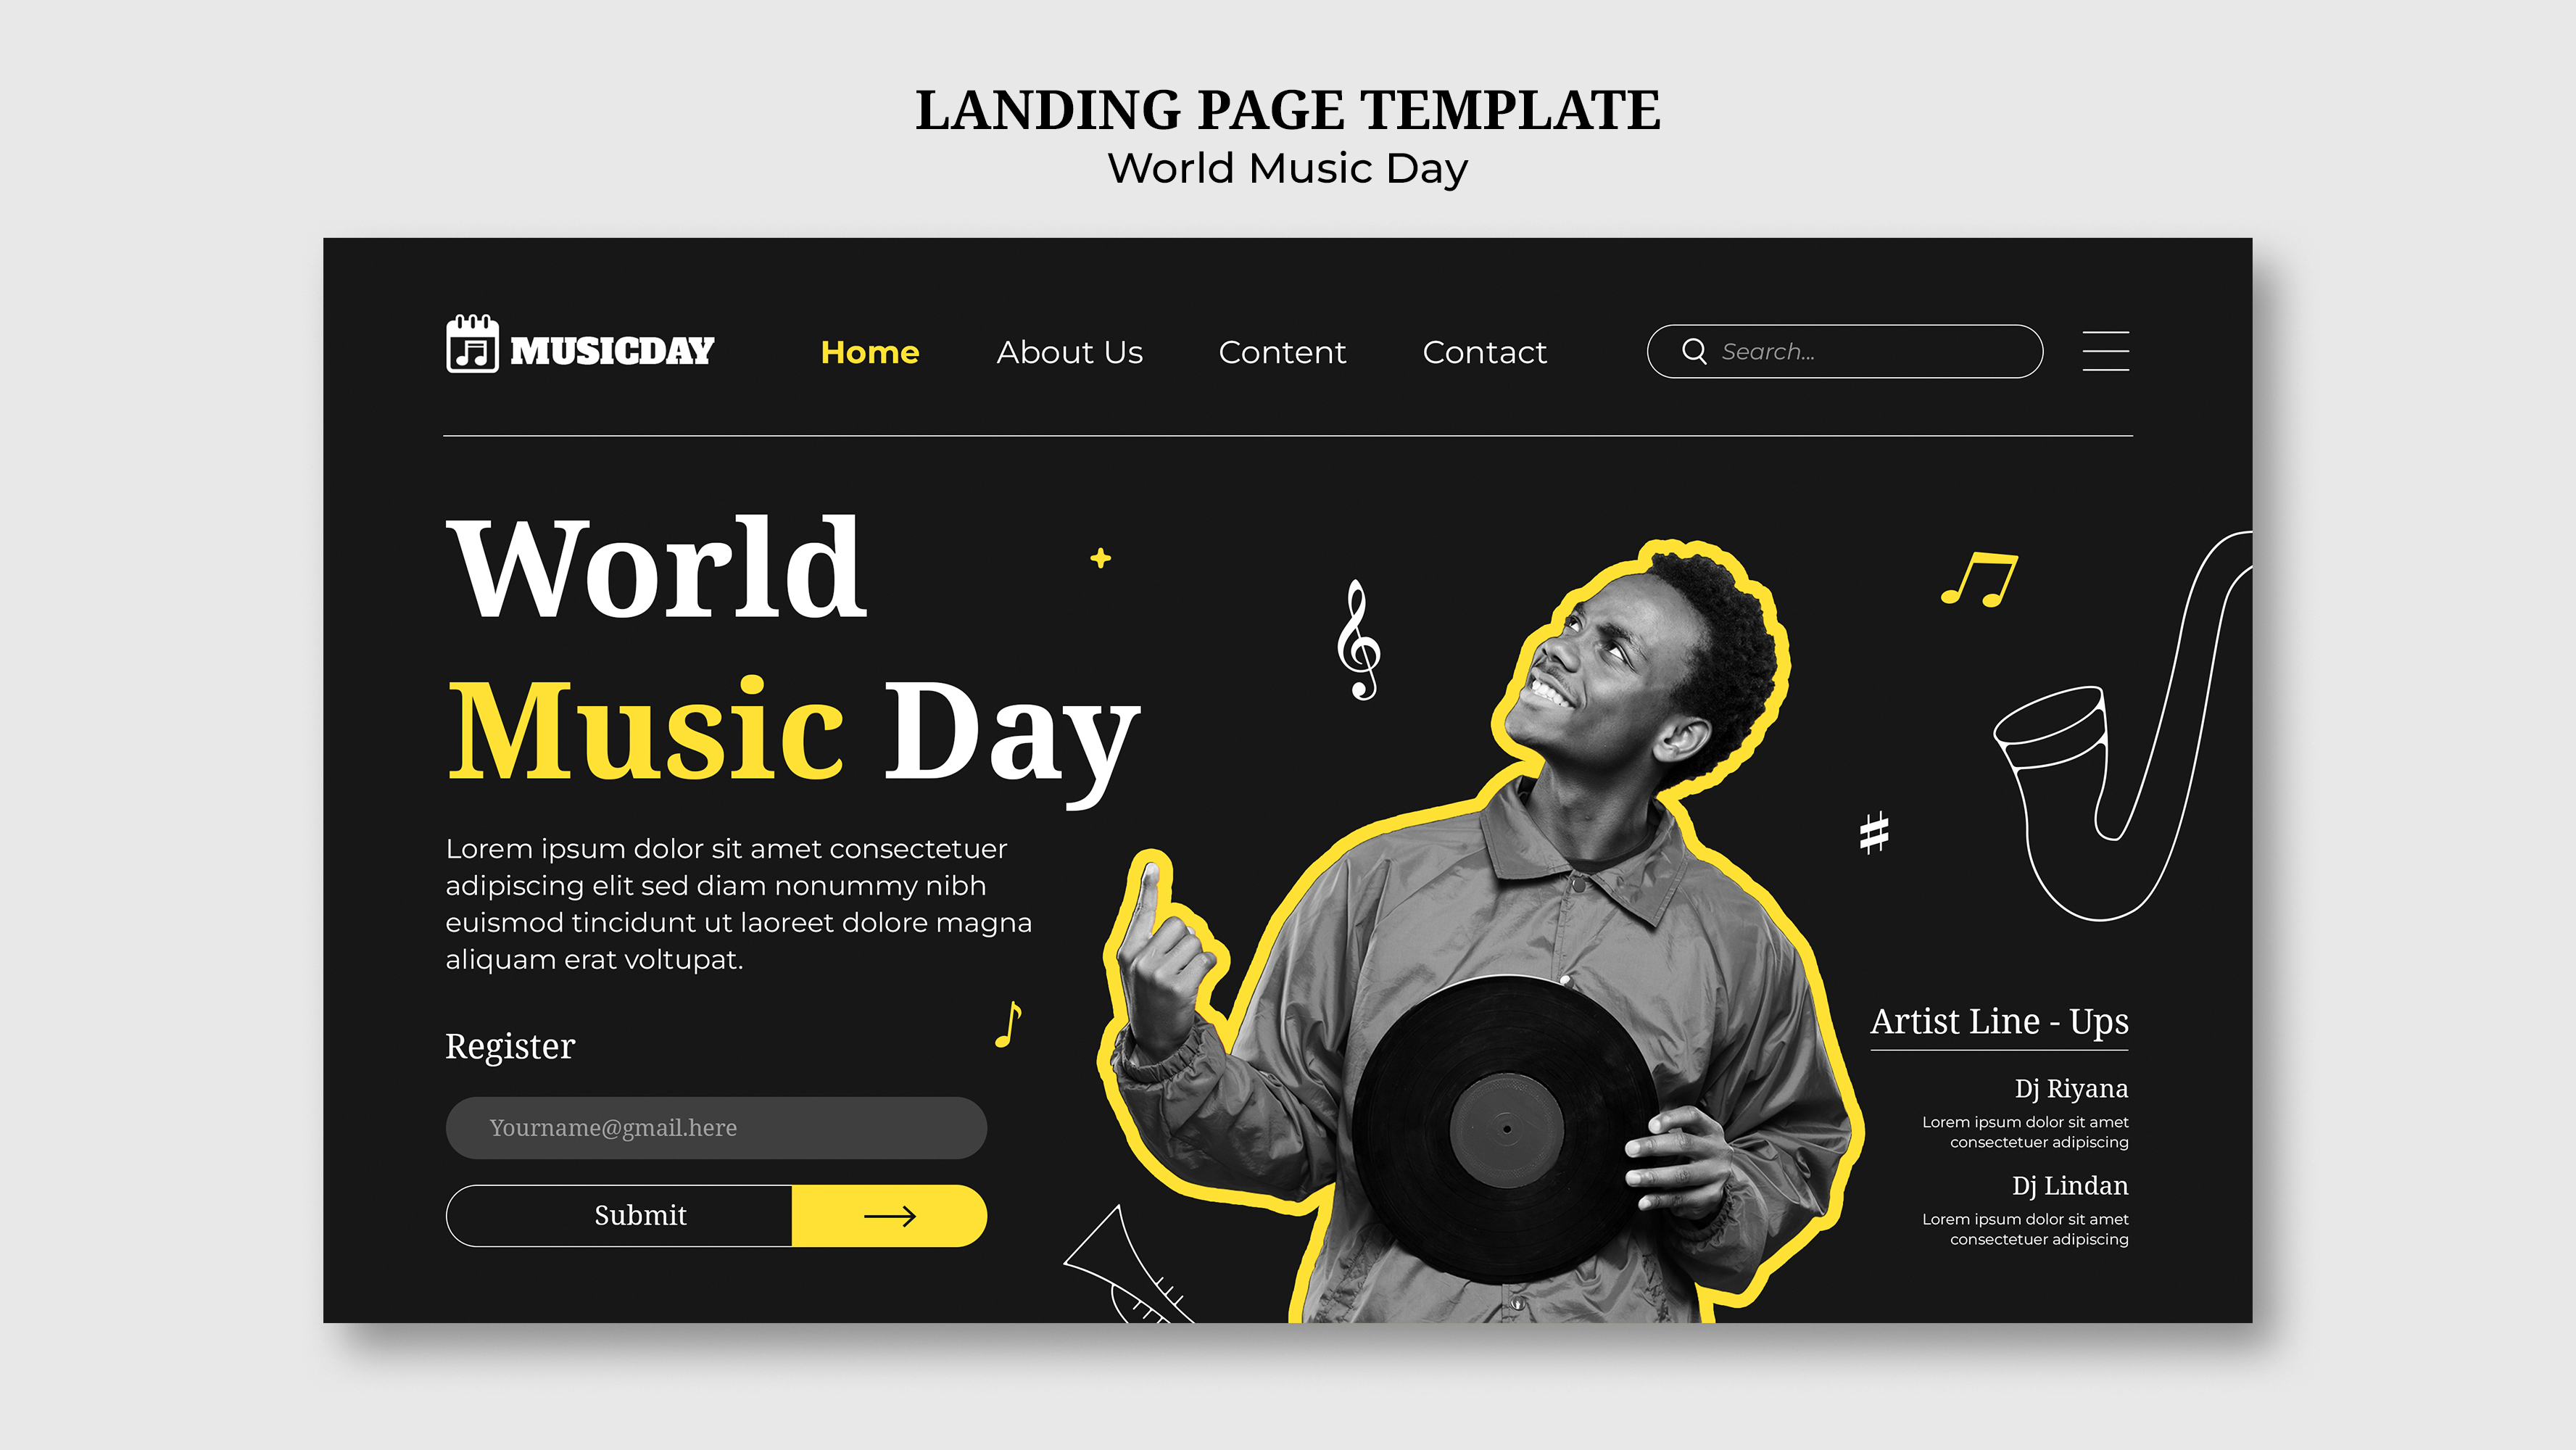 LANDING PAGE TEMPLATE
World Music Day
MUSICDAY
Home
About Us
Content
Contact
Search...
World
Music Day
Lorem ipsum dolor sit amet consectetuer
adipiscing elit sed diam nonummy nibh
euismod tincidunt ut laoreet dolore magna
aliquam erat voltupat.
Register
Yourname@gmail.here
Submit
Artist Line - Ups
Dj Riyana
Lorem ipsum dolor sit amet
consectetuer adipiscing
Dj Lindan
Lorem ipsum dolor sit amet
consectetuer adipiscing